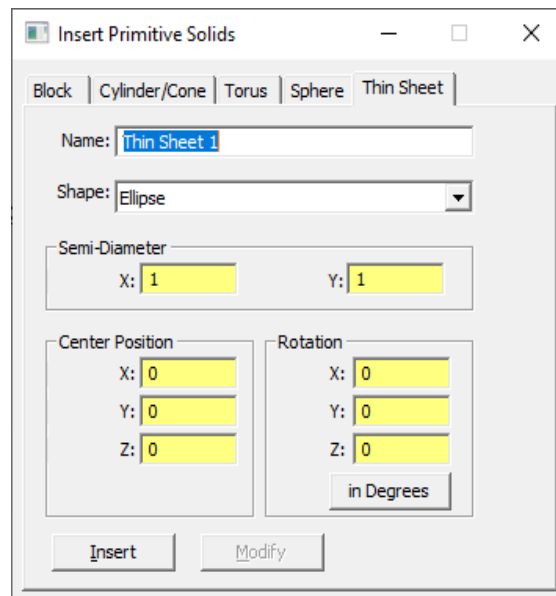 Insert Primitive Solids
Block Cylinder/Cone Torus Sphere Thin Sheet
Name: Thin Sheet 1
Shape: Ellipse
Semi-Diameter
X: 1 Y: 1
Center Position Rotation
X: 0 X: 0
Y: 0 Y: 0
Z: 0 Z: 0
in Degrees
Insert Modify